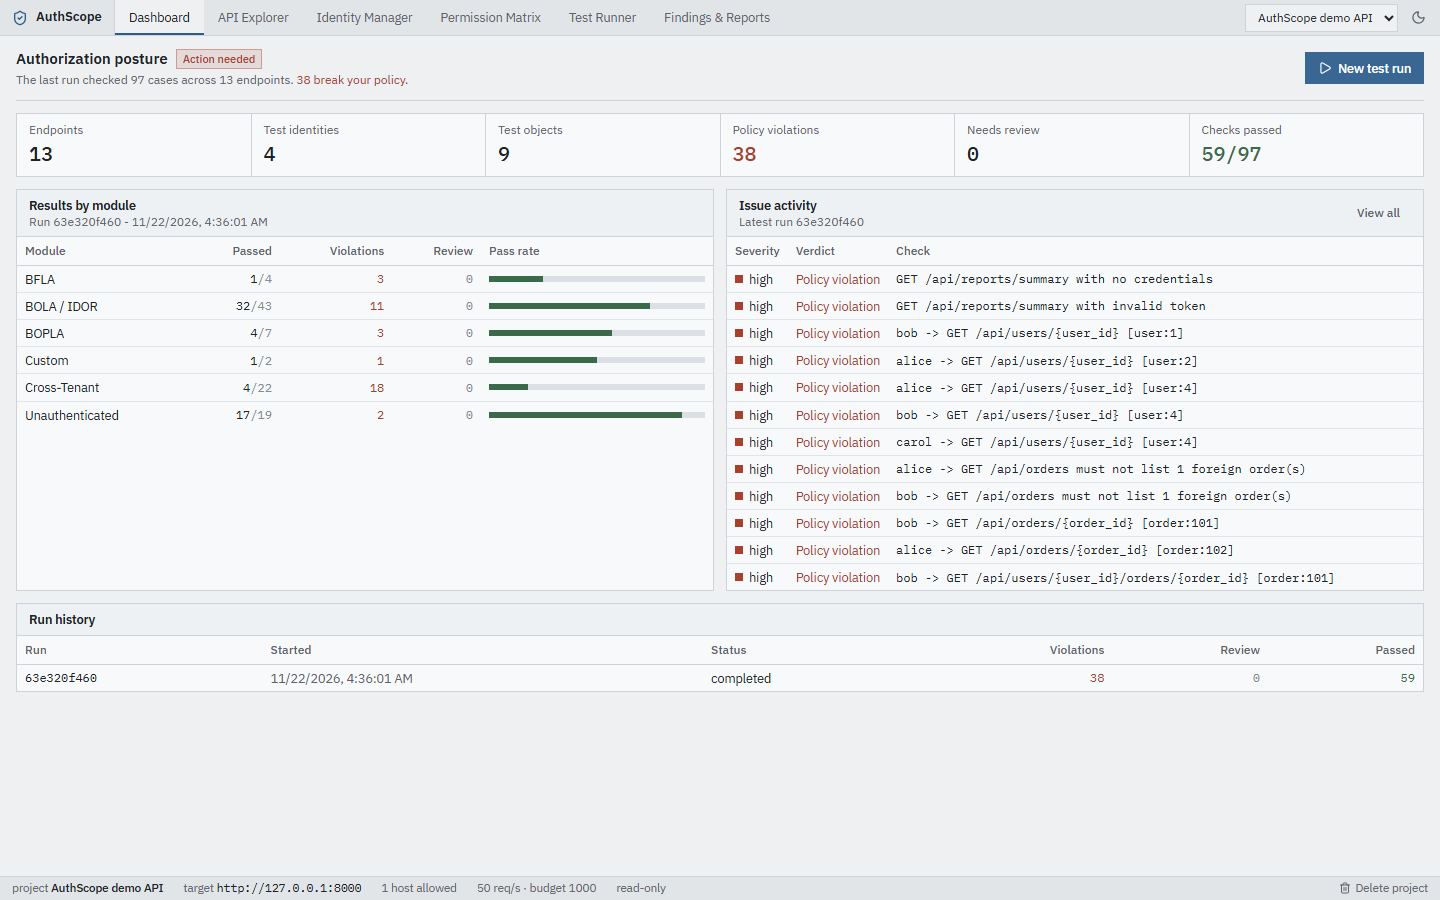 AuthScope
Dashboard
API Explorer
Identity Manager
Permission Matrix
Test Runner
Findings & Reports
AuthScope demo API
Authorization posture
Action needed
The last run checked 97 cases across 13 endpoints. 38 break your policy.
New test run
Endpoints
13
Test identities
4
Test objects
9
Policy violations
38
Needs review
0
Checks passed
59/97
Results by module
Run 63e320f460 - 11/22/2026, 4:36:01 AM
Module Passed Violations Review Pass rate
BFLA 1/4 3 0
BOLA / IDOR 32/43 11 0
BOPLA 4/7 3 0
Custom 1/2 1 0
Cross-Tenant 4/22 18 0
Unauthenticated 17/19 2 0
Issue activity
Latest run 63e320f460
View all
Severity Verdict Check
high Policy violation GET /api/reports/summary with no credentials
high Policy violation GET /api/reports/summary with invalid token
high Policy violation bob -> GET /api/users/{user_id} [user:1]
high Policy violation alice -> GET /api/users/{user_id} [user:2]
high Policy violation alice -> GET /api/users/{user_id} [user:4]
high Policy violation bob -> GET /api/users/{user_id} [user:4]
high Policy violation carol -> GET /api/users/{user_id} [user:4]
high Policy violation alice -> GET /api/orders must not list 1 foreign order(s)
high Policy violation bob -> GET /api/orders must not list 1 foreign order(s)
high Policy violation bob -> GET /api/orders/{order_id} [order:101]
high Policy violation alice -> GET /api/orders/{order_id} [order:102]
high Policy violation bob -> GET /api/users/{user_id}/orders/{order_id} [order:101]
Run history
Run Started Status Violations Review Passed
63e320f460 11/22/2026, 4:36:01 AM completed 38 0 59
project AuthScope demo API
target http://127.0.0.1:8000
1 host allowed
50 req/s · budget 1000
read-only
Delete project